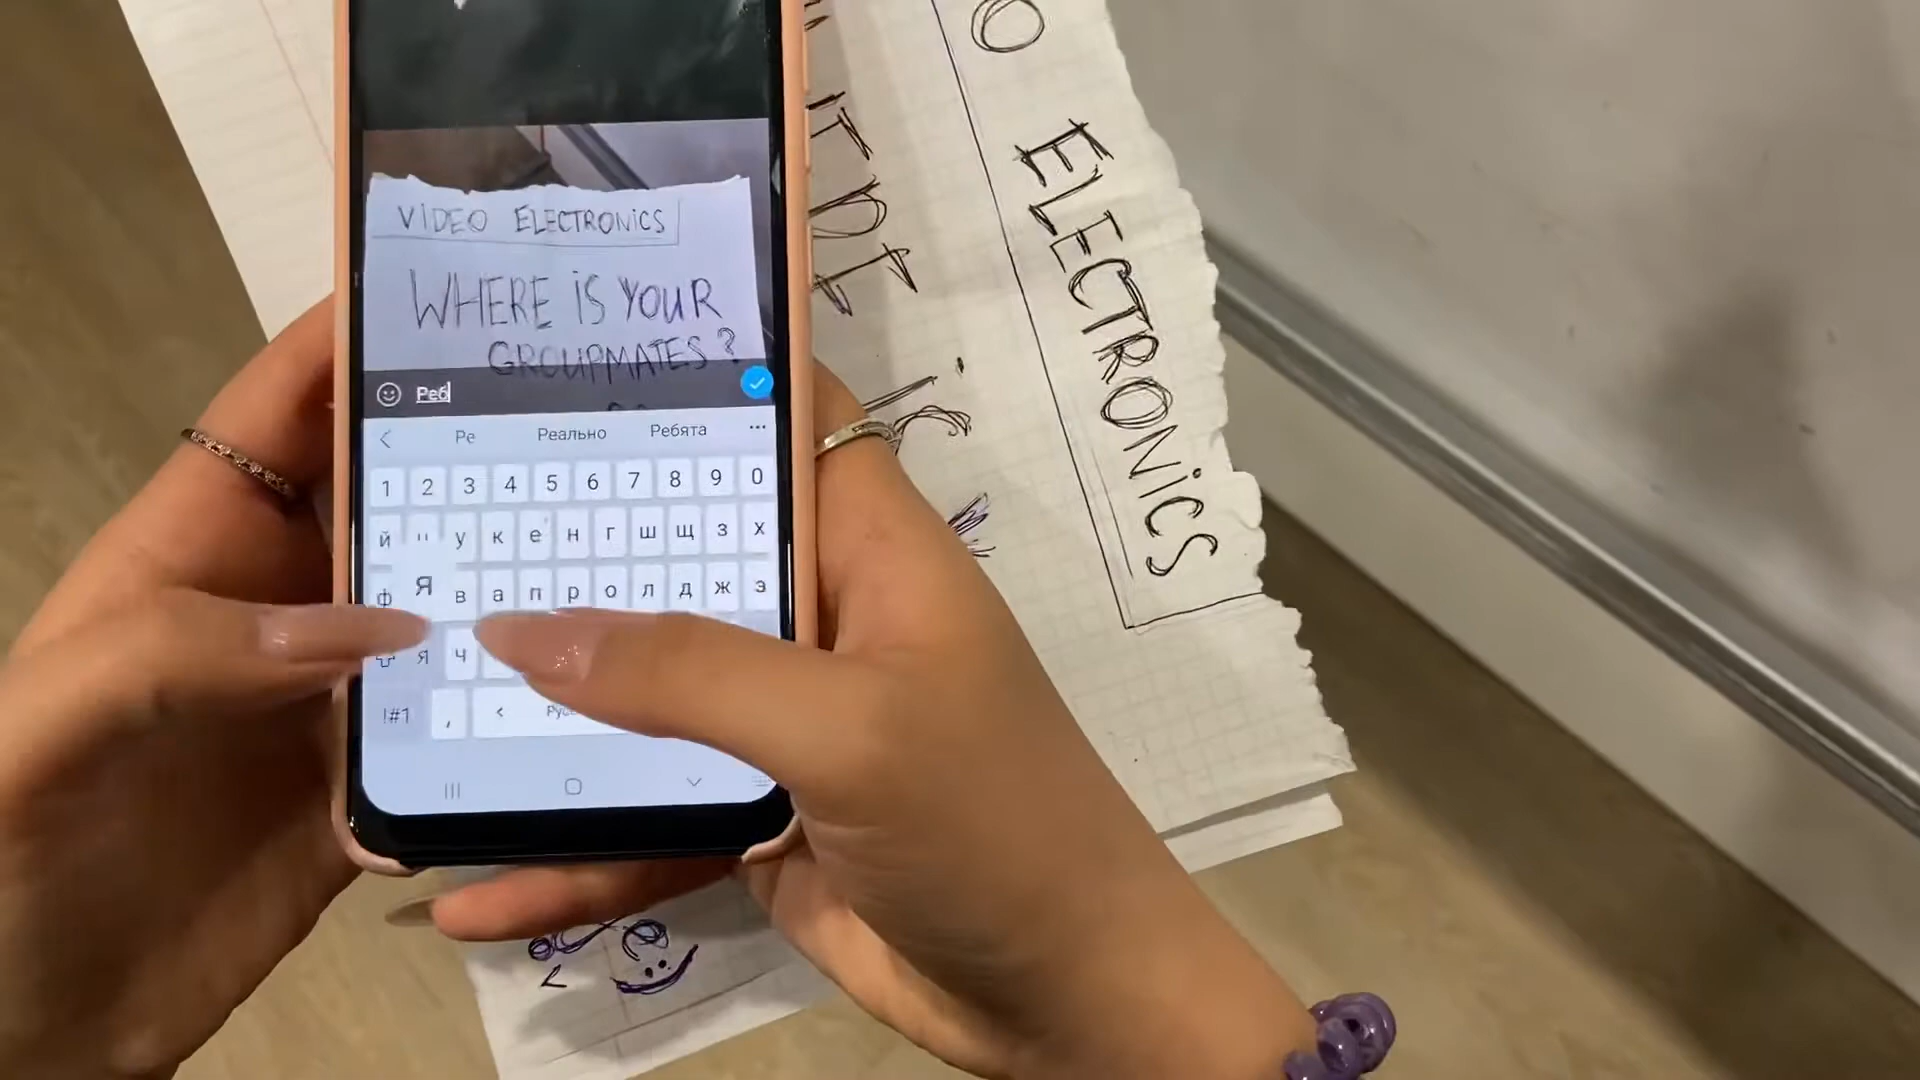 VIDEO ELECTRONICS
WHERE IS YOUR
GROUPMATES?
Реб
Ре Реально Ребята
1 2 3 4 5 6 7 8 9 0
й у к е н г ш щ з х
ф Я в а п р о л д ж э
я ч
!#1 , <
O ELECTRONICS